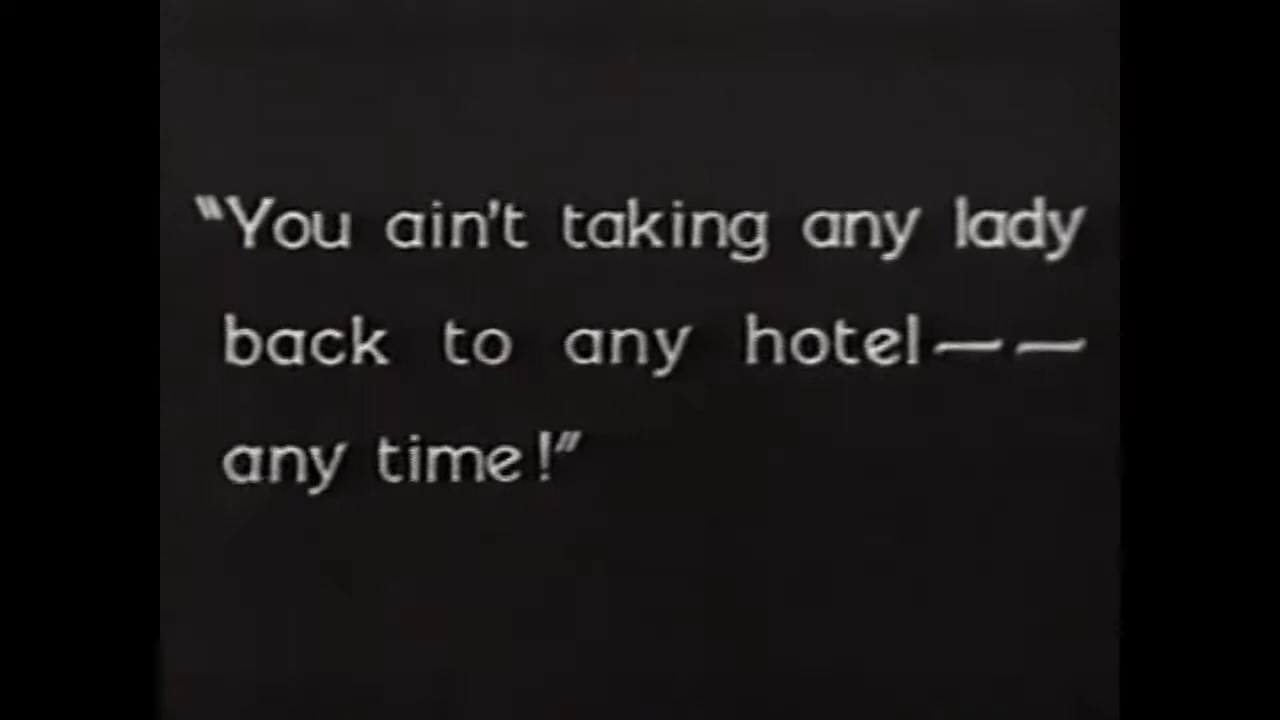 "You ain't taking any lady
back to any hotel——
any time!"